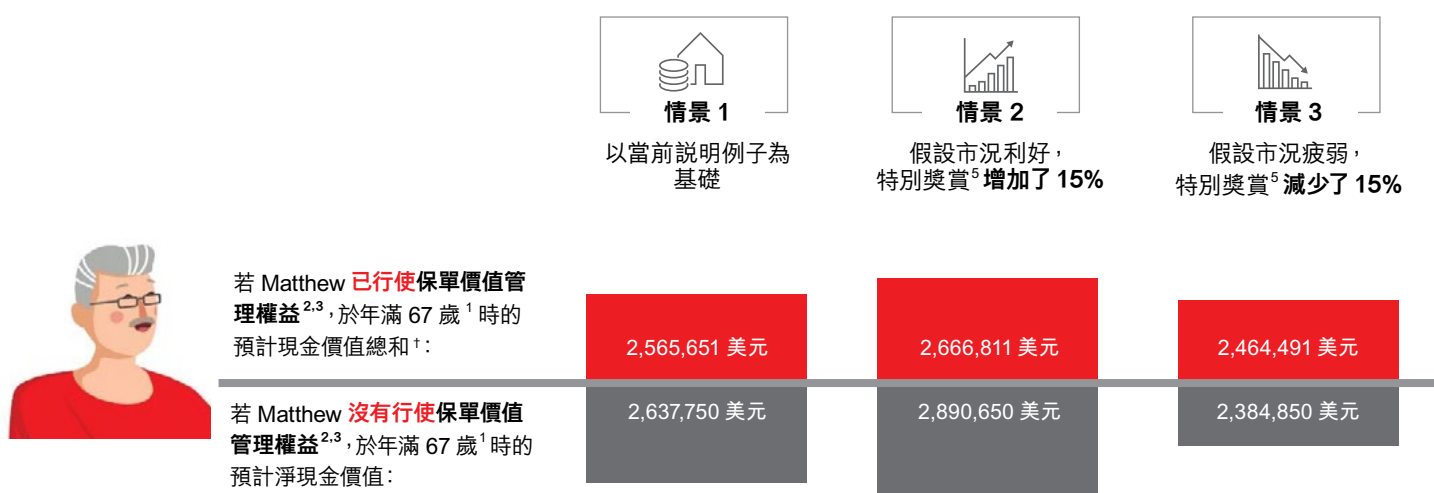 情景 1
以當前説明例子為
基礎
情景 2
假設市況利好，
特別獎賞⁵ 增加了 15%
情景 3
假設市況疲弱，
特別獎賞⁵ 減少了 15%
若 Matthew 已行使保單價值管
理權益²,³，於年滿 67 歲¹ 時的
預計現金價值總和†：
2,565,651 美元
2,666,811 美元
2,464,491 美元
若 Matthew 沒有行使保單價值
管理權益²,³，於年滿 67 歲¹ 時的
預計淨現金價值：
2,637,750 美元
2,890,650 美元
2,384,850 美元